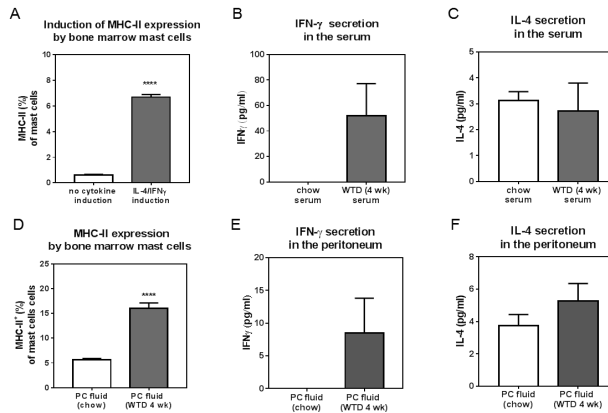 A
Induction of MHC-II expression
by bone marrow mast cells
MHC-II (%)
of mast cells
8
6
4
2
0
****
no cytokine
induction
IL-4/IFNγ
induction
B
IFN-γ secretion
in the serum
IFNγ (pg/ml)
100
80
60
40
20
0
chow
serum
WTD (4 wk)
serum
C
IL-4 secretion
in the serum
IL-4 (pg/ml)
5
4
3
2
1
0
chow
serum
WTD (4 wk)
serum
D
MHC-II expression
by bone marrow mast cells
MHC-II⁺ (%)
of mast cells cells
25
20
15
10
5
0
****
PC fluid
(chow)
PC fluid
(WTD 4 wk)
E
IFN-γ secretion
in the peritoneum
IFNγ (pg/ml)
20
15
10
5
0
PC fluid
(chow)
PC fluid
(WTD 4 wk)
F
IL-4 secretion
in the peritoneum
IL-4 (pg/ml)
8
6
4
2
0
PC fluid
(chow)
PC fluid
(WTD 4 wk)